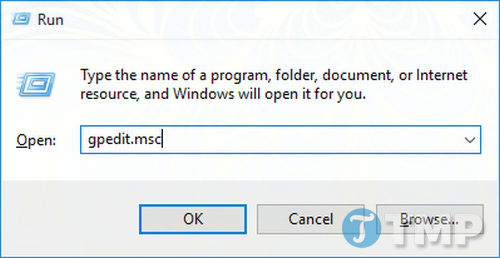 Run
Type the name of a program, folder, document, or Internet
resource, and Windows will open it for you.
Open: gpedit.msc
OK Cancel Browse...
TMP